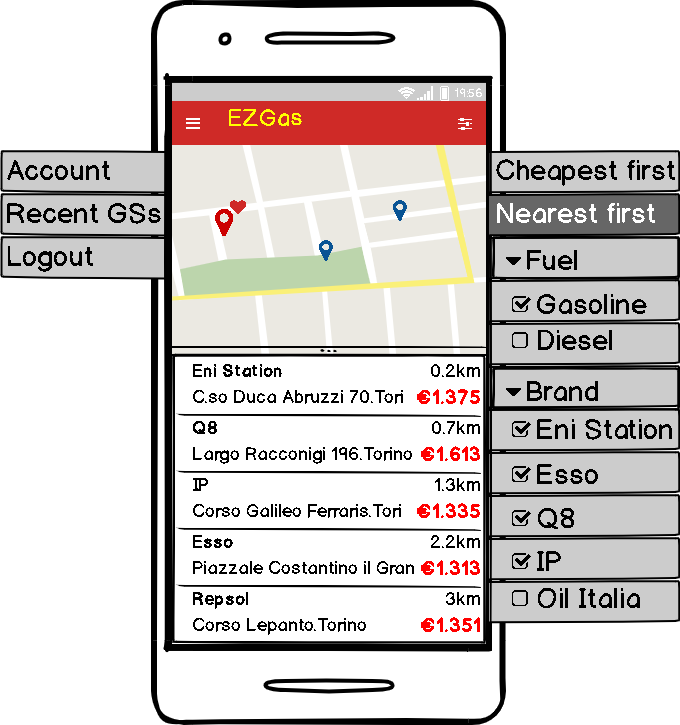 19:56
EZGas
Account
Recent GSs
Logout
Eni Station 0.2km
C.so Duca Abruzzi 70.Tori €1.375
Q8 0.7km
Largo Racconigi 196.Torino €1.613
IP 1.3km
Corso Galileo Ferraris.Tori €1.335
Esso 2.2km
Piazzale Costantino il Gran €1.313
Repsol 3km
Corso Lepanto.Torino €1.351
Cheapest first
Nearest first
Fuel
Gasoline
Diesel
Brand
Eni Station
Esso
Q8
IP
Oil Italia